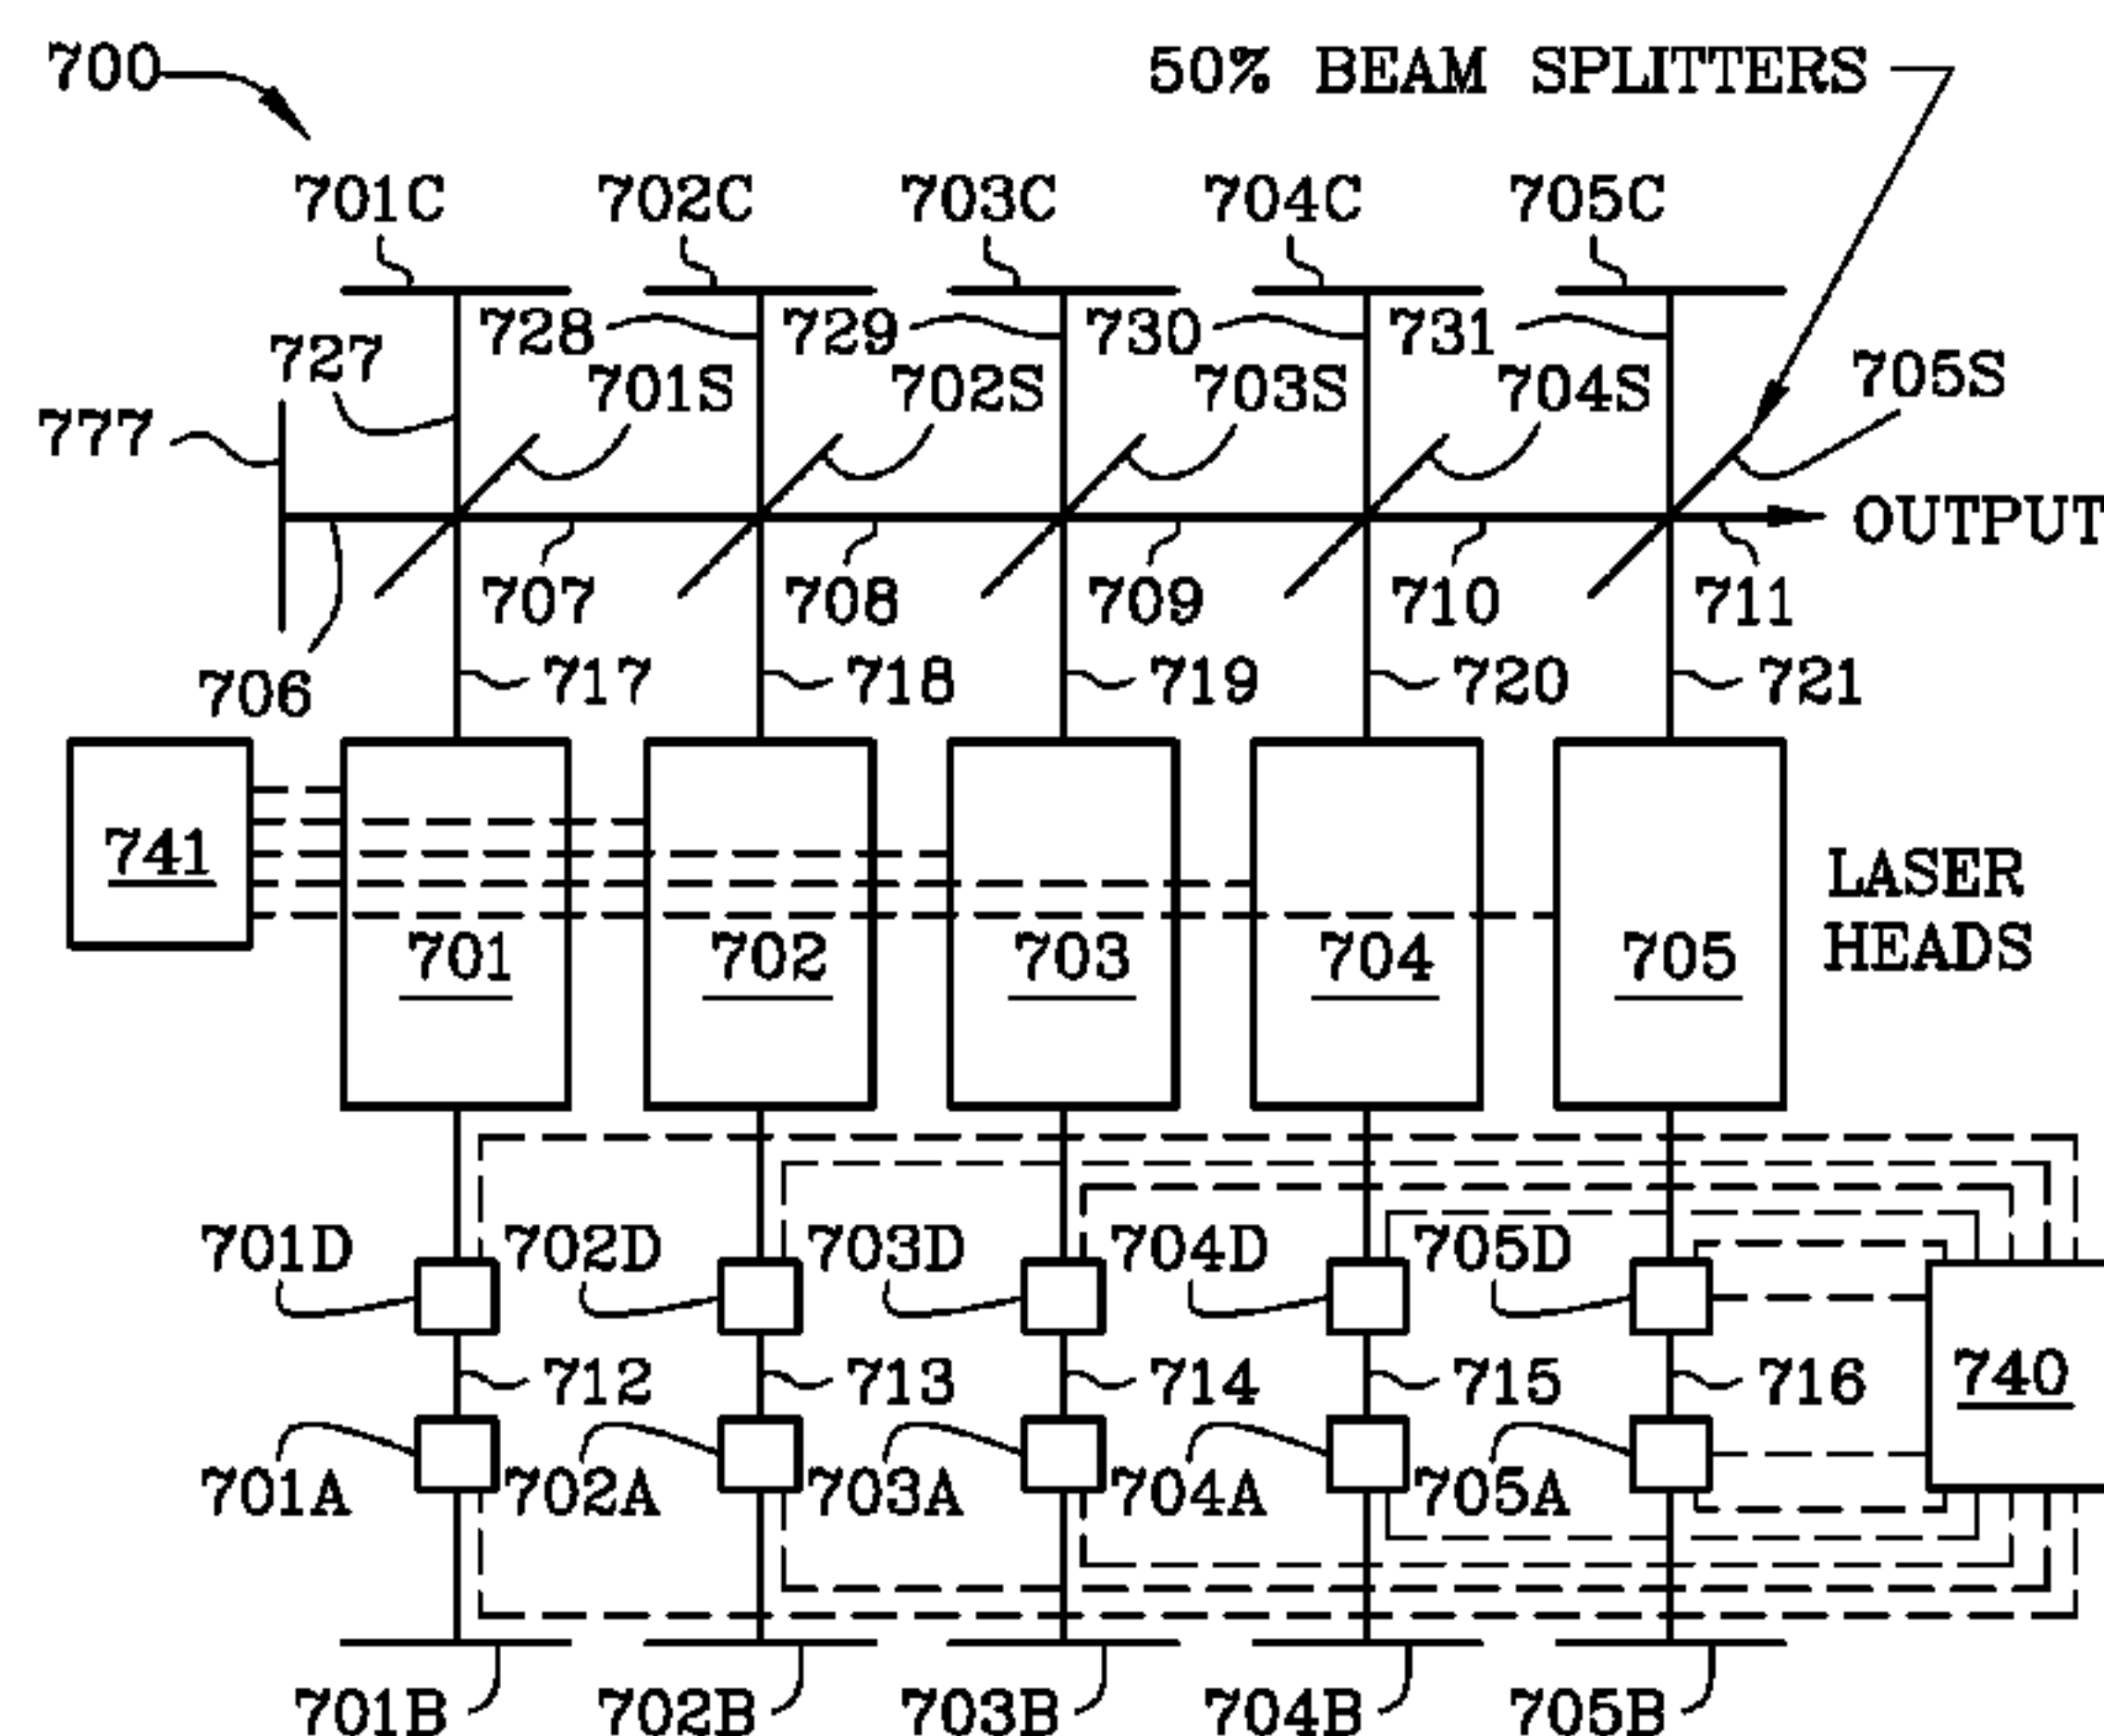 700
50% BEAM SPLITTERS
701C 702C 703C 704C 705C
728 729 730 731
727 701S 702S 703S 704S 705S
777
OUTPUT
707 708 709 710 711
706 717 718 719 720 721
741
LASER
HEADS
701 702 703 704 705
701D 702D 703D 704D 705D
712 713 714 715 716 740
701A 702A 703A 704A 705A
701B 702B 703B 704B 705B